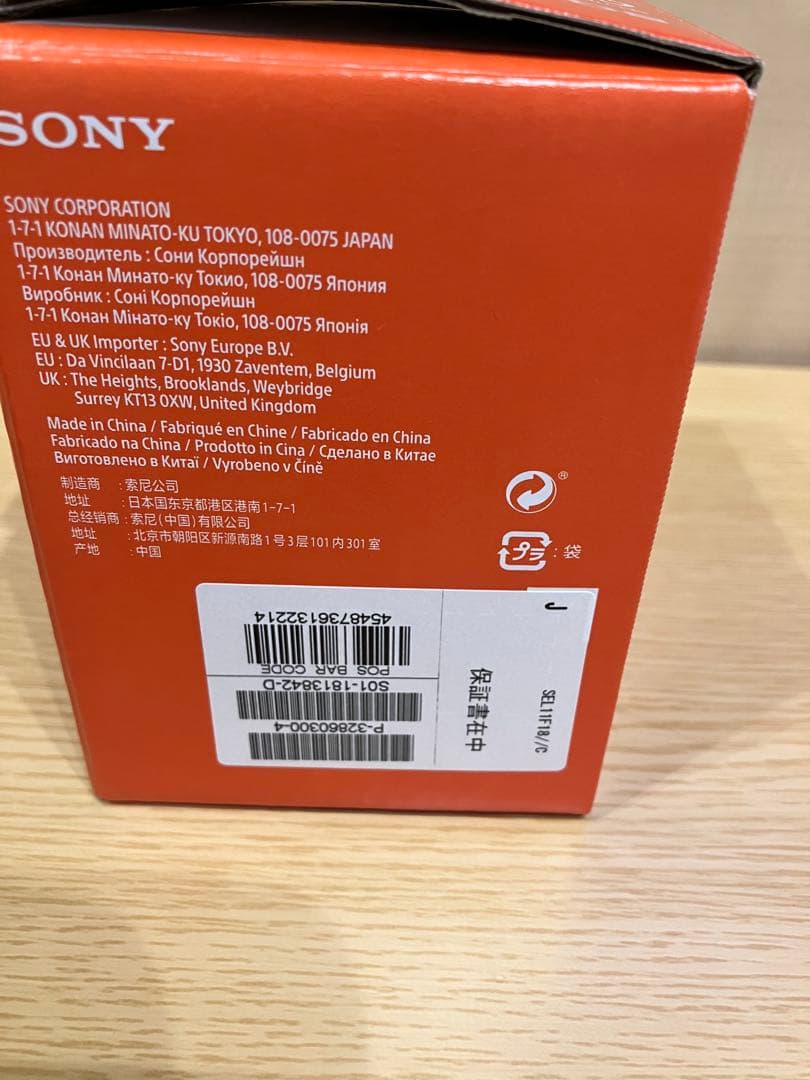 SONY
SONY CORPORATION
1-7-1 KONAN MINATO-KU TOKYO, 108-0075 JAPAN
Производитель : Сони Корпорейшн
1-7-1 Конан Минато-ку Токио, 108-0075 Япония
Виробник : Соні Корпорейшн
1-7-1 Конан Мінато-ку Токіо, 108-0075 Японія
EU & UK Importer : Sony Europe B.V.
EU : Da Vincilaan 7-D1, 1930 Zaventem, Belgium
UK : The Heights, Brooklands, Weybridge
Surrey KT13 0XW, United Kingdom
Made in China / Fabriqué en Chine / Fabricado en China
Fabricado na China / Prodotto in Cina / Сделано в Китае
Виготовлено в Китаї / Vyrobeno v Číně
制造商 : 索尼公司
地址 : 日本国东京都港区港南1-7-1
总经销商 : 索尼(中国)有限公司
地址 : 北京市朝阳区新源南路1号3层101内301室
产地 : 中国
®
プラ : 袋
J
SEL11F18//C
保証書在中
P-32860300-4
S01-1813842-D
POS BAR CODE
4548736132214